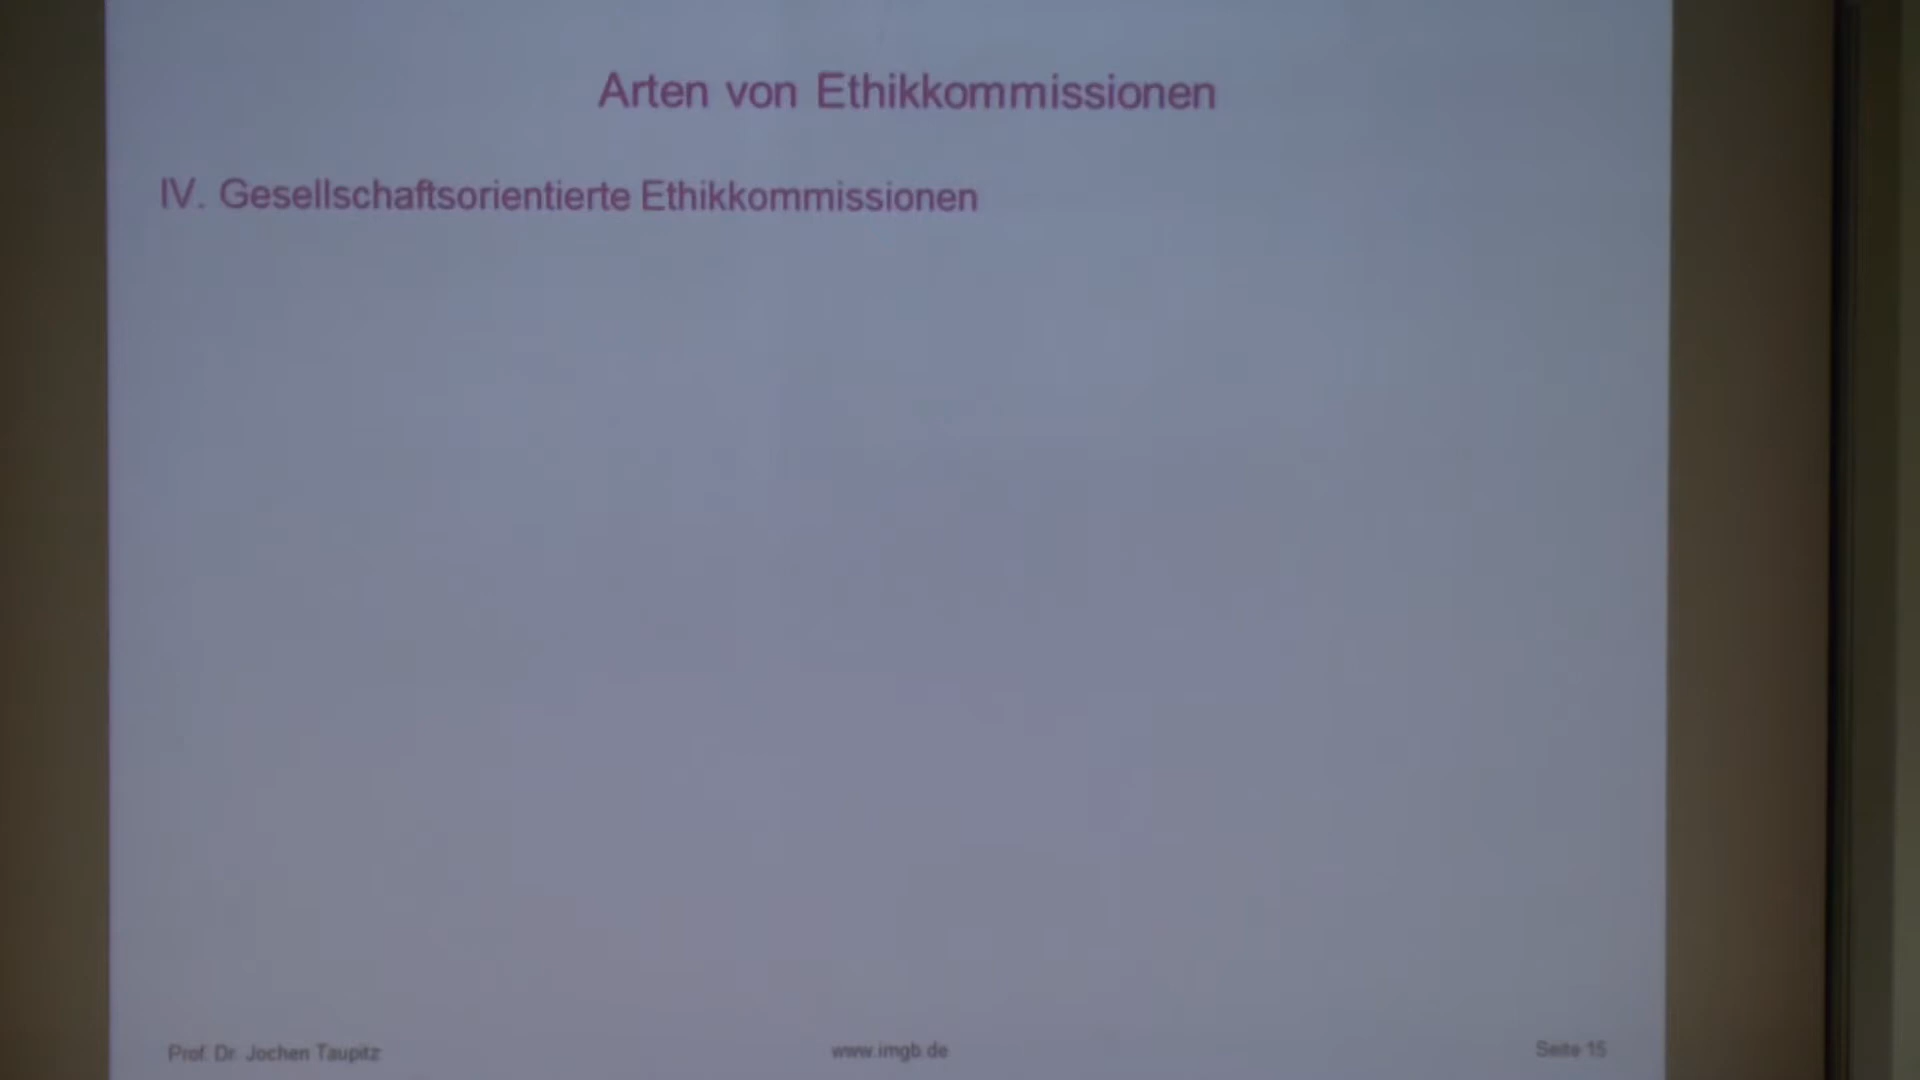 Arten von Ethikkommissionen
IV. Gesellschaftsorientierte Ethikkommissionen
Prof. Dr. Jochen Taupitz
www.imgb.de
Seite 15